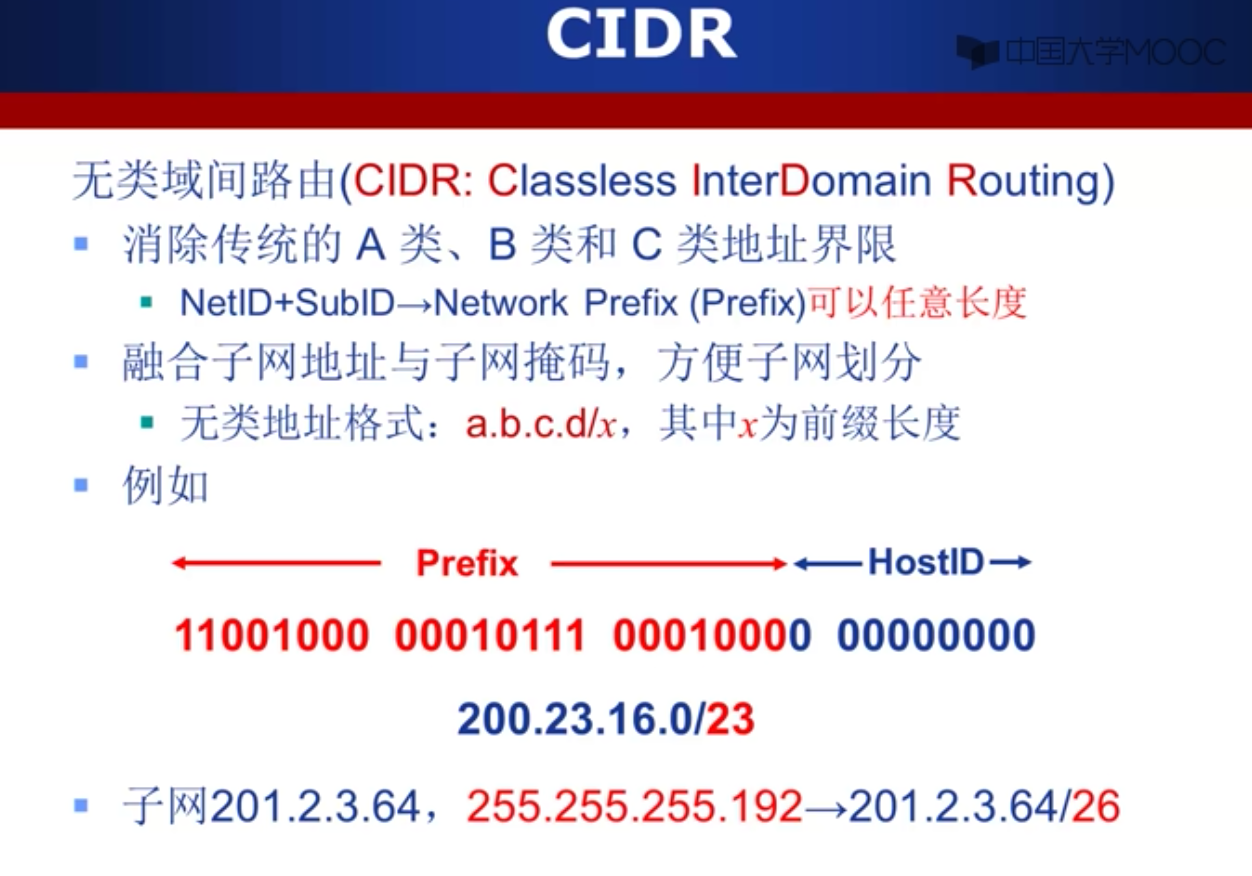 CIDR
中国大学MOOC
无类域间路由(CIDR: Classless InterDomain Routing)
消除传统的 A 类、B 类和 C 类地址界限
NetID+SubID→Network Prefix (Prefix)可以任意长度
融合子网地址与子网掩码，方便子网划分
无类地址格式：a.b.c.d/x，其中x为前缀长度
例如
Prefix HostID
11001000 00010111 00010000 00000000
200.23.16.0/23
子网201.2.3.64，255.255.255.192→201.2.3.64/26